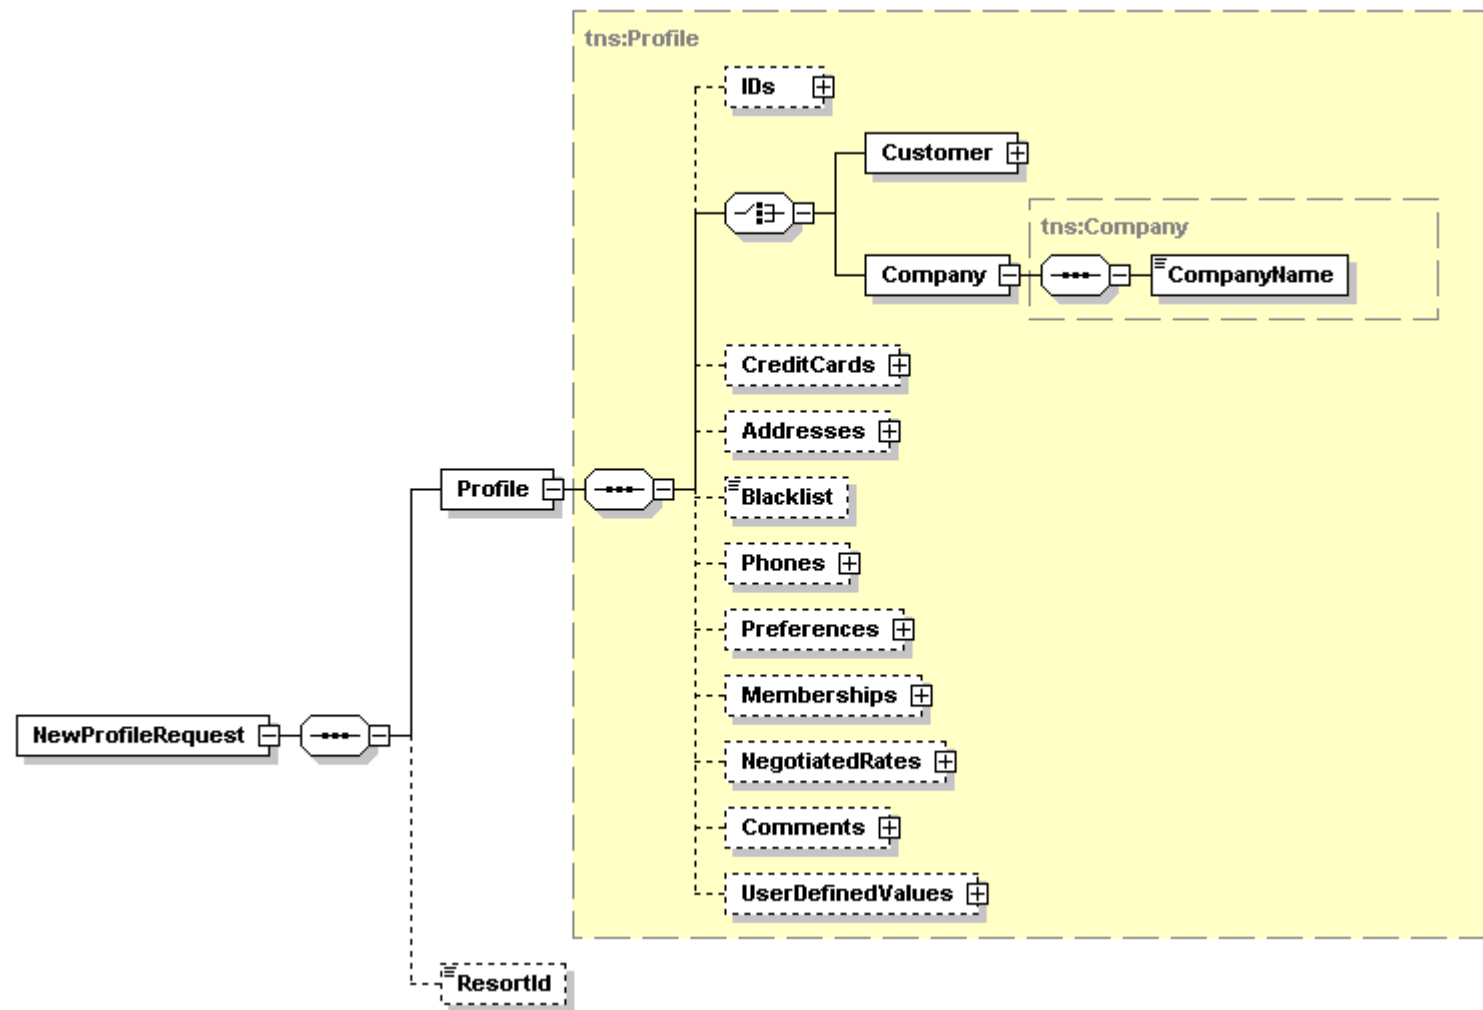 tns:Profile
IDs
Customer
tns:Company
Company
CompanyName
CreditCards
Addresses
Profile
Blacklist
Phones
Preferences
Memberships
NewProfileRequest
NegotiatedRates
Comments
UserDefinedValues
ResortId